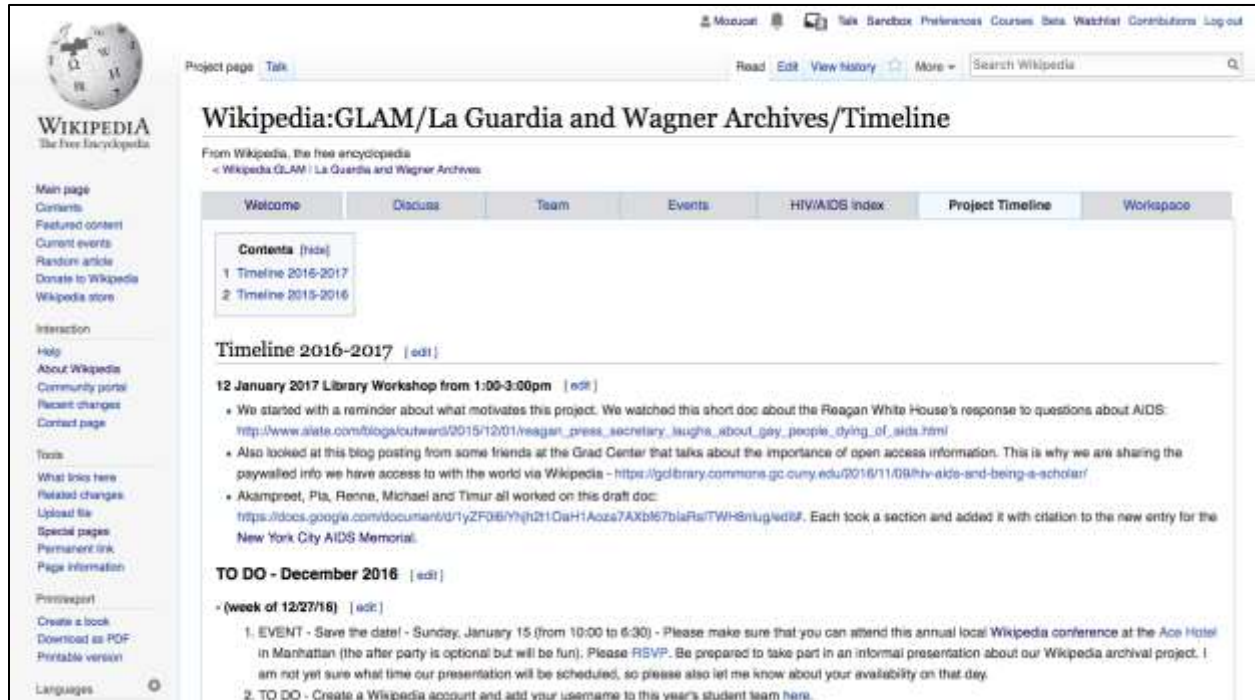 Mozucat Talk Sandbox Preferences Courses Beta Watchlist Contributions Log out
Project page Talk Read Edit View history More Search Wikipedia
WIKIPEDIA
The Free Encyclopedia
Wikipedia:GLAM/La Guardia and Wagner Archives/Timeline
From Wikipedia, the free encyclopedia
< Wikipedia:GLAM | La Guardia and Wagner Archives
Welcome Discuss Team Events HIV/AIDS Index Project Timeline Workspace
Main page
Contents
Featured content
Current events
Random article
Donate to Wikipedia
Wikipedia store
Interaction
Help
About Wikipedia
Community portal
Recent changes
Contact page
Tools
What links here
Related changes
Upload file
Special pages
Permanent link
Page information
Print/export
Create a book
Download as PDF
Printable version
Languages
Contents [hide]
1 Timeline 2016-2017
2 Timeline 2015-2016
Timeline 2016-2017 [edit]
12 January 2017 Library Workshop from 1:00-3:00pm [edit]
• We started with a reminder about what motivates this project. We watched this short doc about the Reagan White House's response to questions about AIDS:
http://www.slate.com/blogs/outward/2015/12/01/reagan_press_secretary_laughs_about_gay_people_dying_of_aids.html
• Also looked at this blog posting from some friends at the Grad Center that talks about the importance of open access information. This is why we are sharing the
paywalled info we have access to with the world via Wikipedia - https://gclibrary.commons.gc.cuny.edu/2016/11/09/hiv-aids-and-being-a-scholar/
• Akampreet, Pia, Renne, Michael and Timur all worked on this draft doc:
Each took a section and added it with citation to the new entry for the
New York City AIDS Memorial.
TO DO - December 2016 [edit]
- (week of 12/27/16) [edit]
1. EVENT - Save the date! - Sunday, January 15 (from 10:00 to 6:30) - Please make sure that you can attend this annual local Wikipedia conference at the Ace Hotel
in Manhattan (the after party is optional but will be fun). Please RSVP. Be prepared to take part in an informal presentation about our Wikipedia archival project. I
am not yet sure what time our presentation will be scheduled, so please also let me know about your availability on that day.
2. TO DO - Create a Wikipedia account and add your username to this year's student team here.